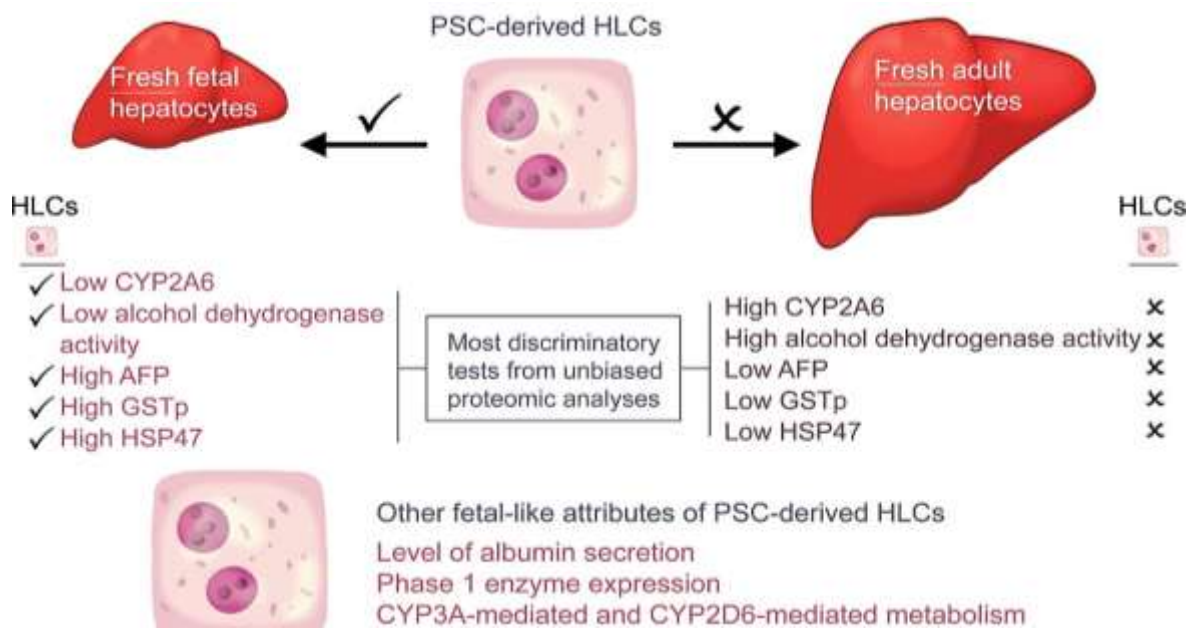 PSC-derived HLCs
Fresh fetal
hepatocytes
Fresh adult
hepatocytes
HLCs
Low CYP2A6
Low alcohol dehydrogenase
activity
High AFP
High GSTp
High HSP47
Most discriminatory
tests from unbiased
proteomic analyses
HLCs
High CYP2A6
High alcohol dehydrogenase activity
Low AFP
Low GSTp
Low HSP47
Other fetal-like attributes of PSC-derived HLCs
Level of albumin secretion
Phase 1 enzyme expression
CYP3A-mediated and CYP2D6-mediated metabolism